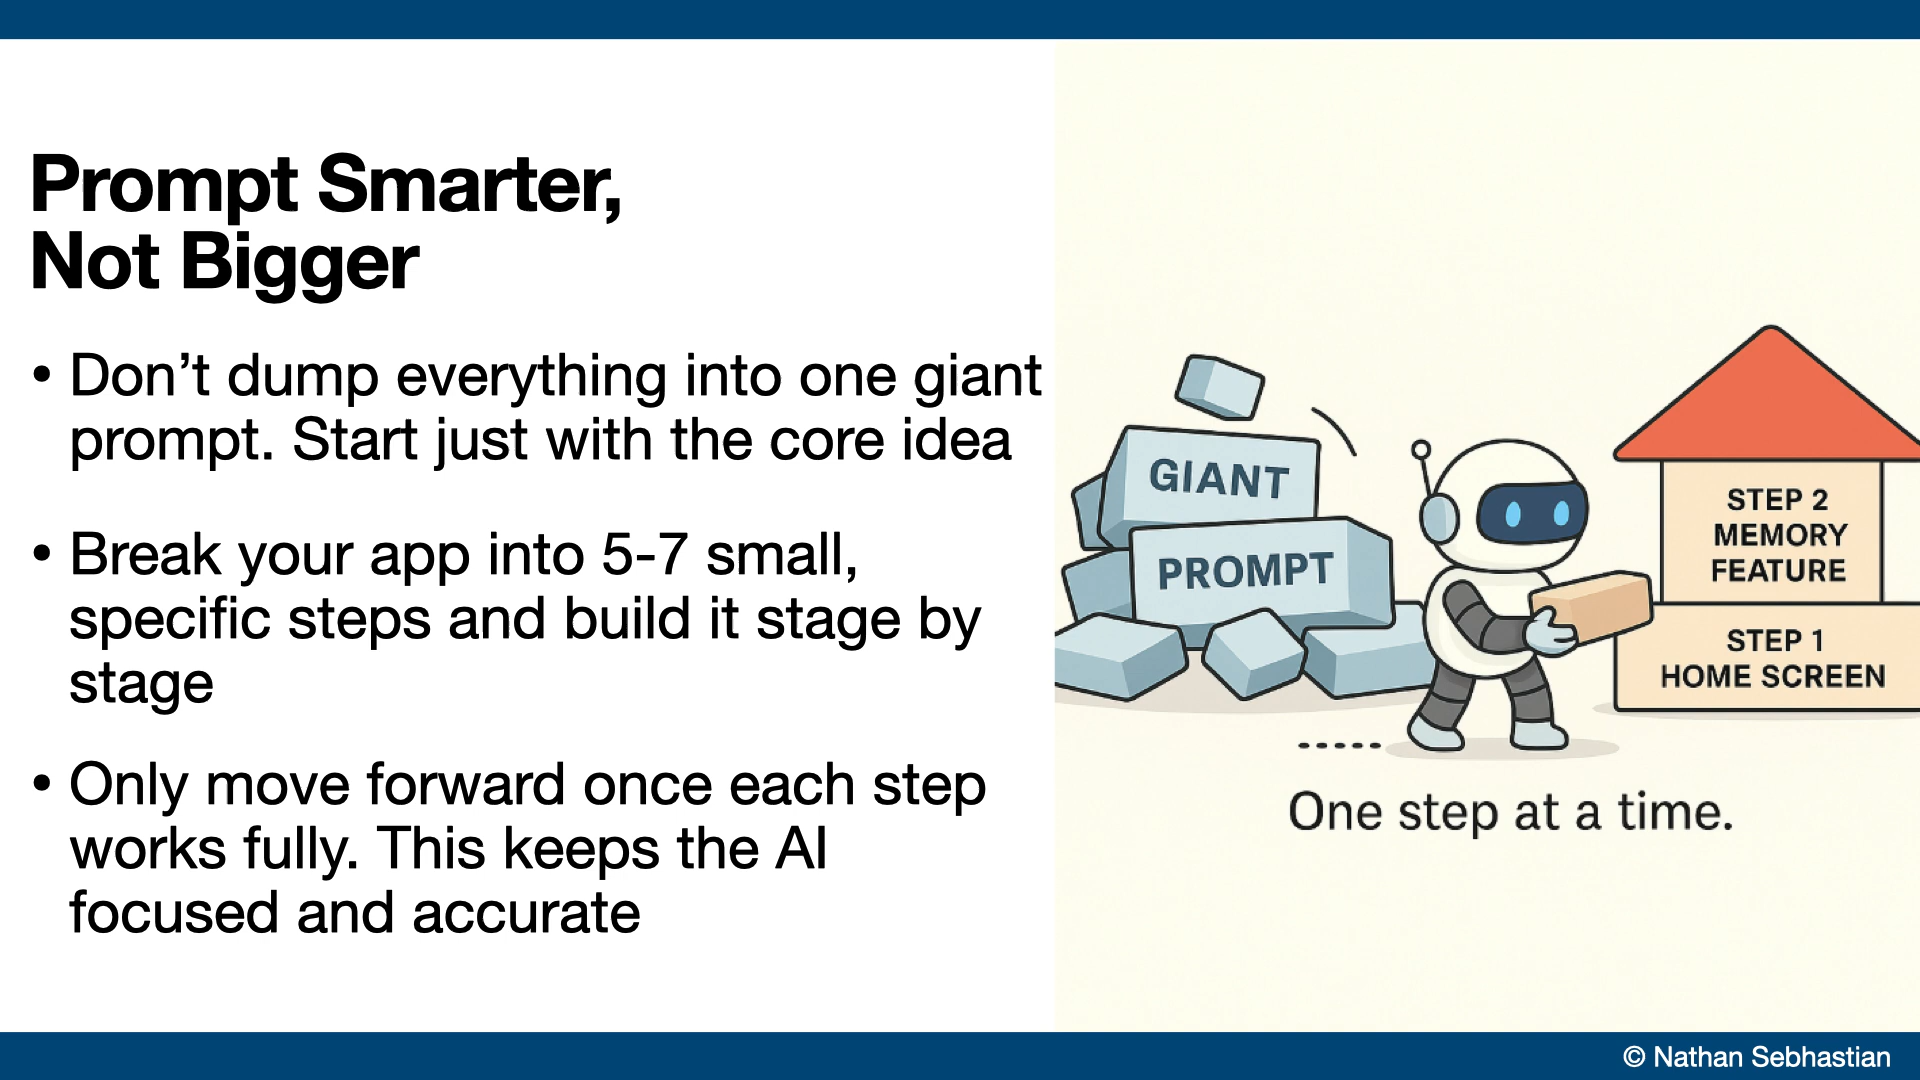 Prompt Smarter,
Not Bigger
• Don’t dump everything into one giant
prompt. Start just with the core idea
• Break your app into 5-7 small,
specific steps and build it stage by
stage
• Only move forward once each step
works fully. This keeps the AI
focused and accurate
GIANT
PROMPT
STEP 2
MEMORY
FEATURE
STEP 1
HOME SCREEN
One step at a time.
© Nathan Sebhastian